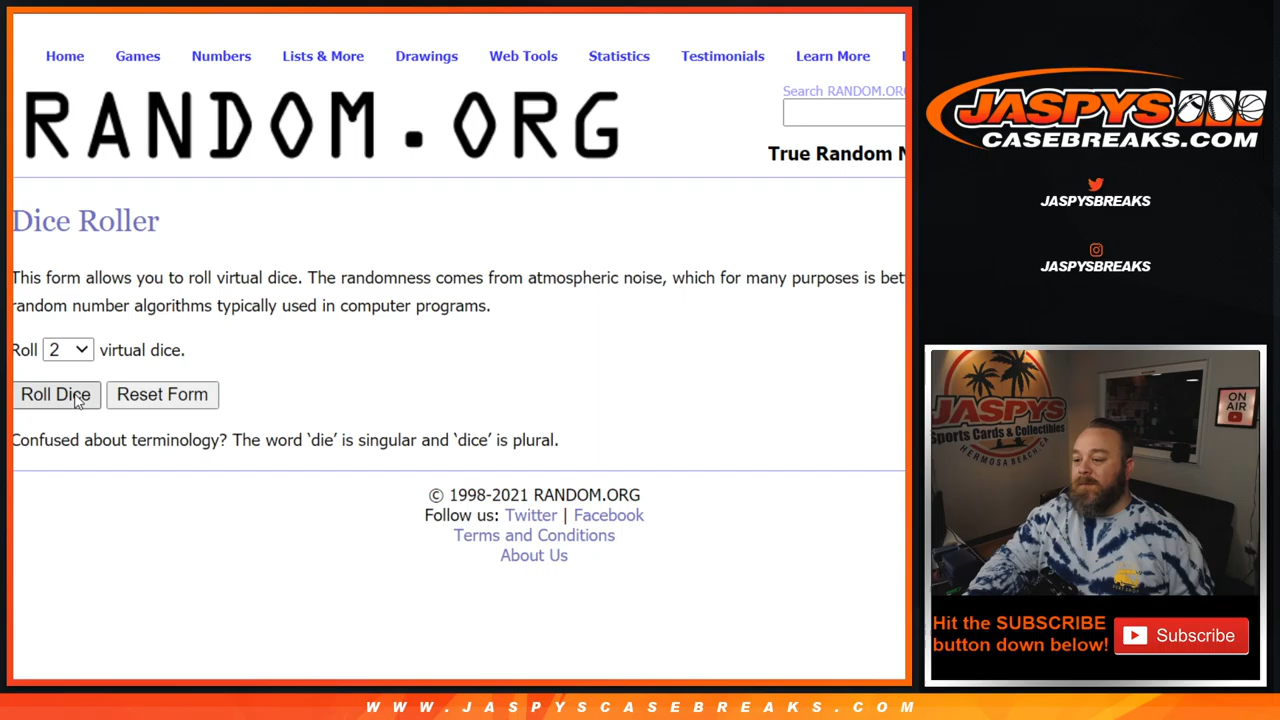 Home Games Numbers Lists & More Drawings Web Tools Statistics Testimonials Learn More
Search RANDOM.ORG
RANDOM.ORG
True Random N
Dice Roller
This form allows you to roll virtual dice. The randomness comes from atmospheric noise, which for many purposes is bet
random number algorithms typically used in computer programs.
Roll 2 virtual dice.
Roll Dice Reset Form
Confused about terminology? The word ‘die’ is singular and ‘dice’ is plural.
© 1998-2021 RANDOM.ORG
Follow us: Twitter | Facebook
Terms and Conditions
About Us
JASPYS
CASEBREAKS.COM
JASPYSBREAKS
JASPYSBREAKS
JASPYS
Sports Cards & Collectibles
HERMOSA BEACH, CA
ON
AIR
Hit the SUBSCRIBE
button down below!
Subscribe
WWW.JASPYSCASEBREAKS.COM